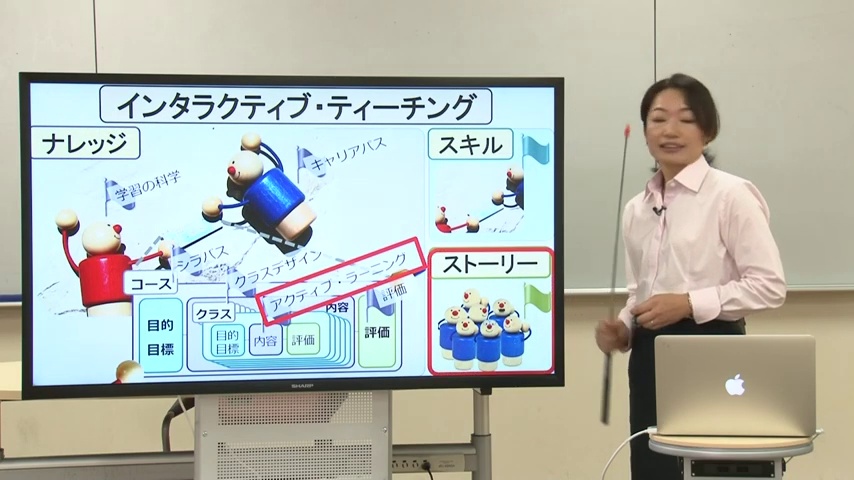 インタラクティブ・ティーチング
ナレッジ
スキル
キャリアパス
学習の科学
シラバス
クラスデザイン
アクティブ・ラーニング
評価
ストーリー
コース
目的
目標
クラス
内容
目的
目標
内容
評価
評価
SHARP